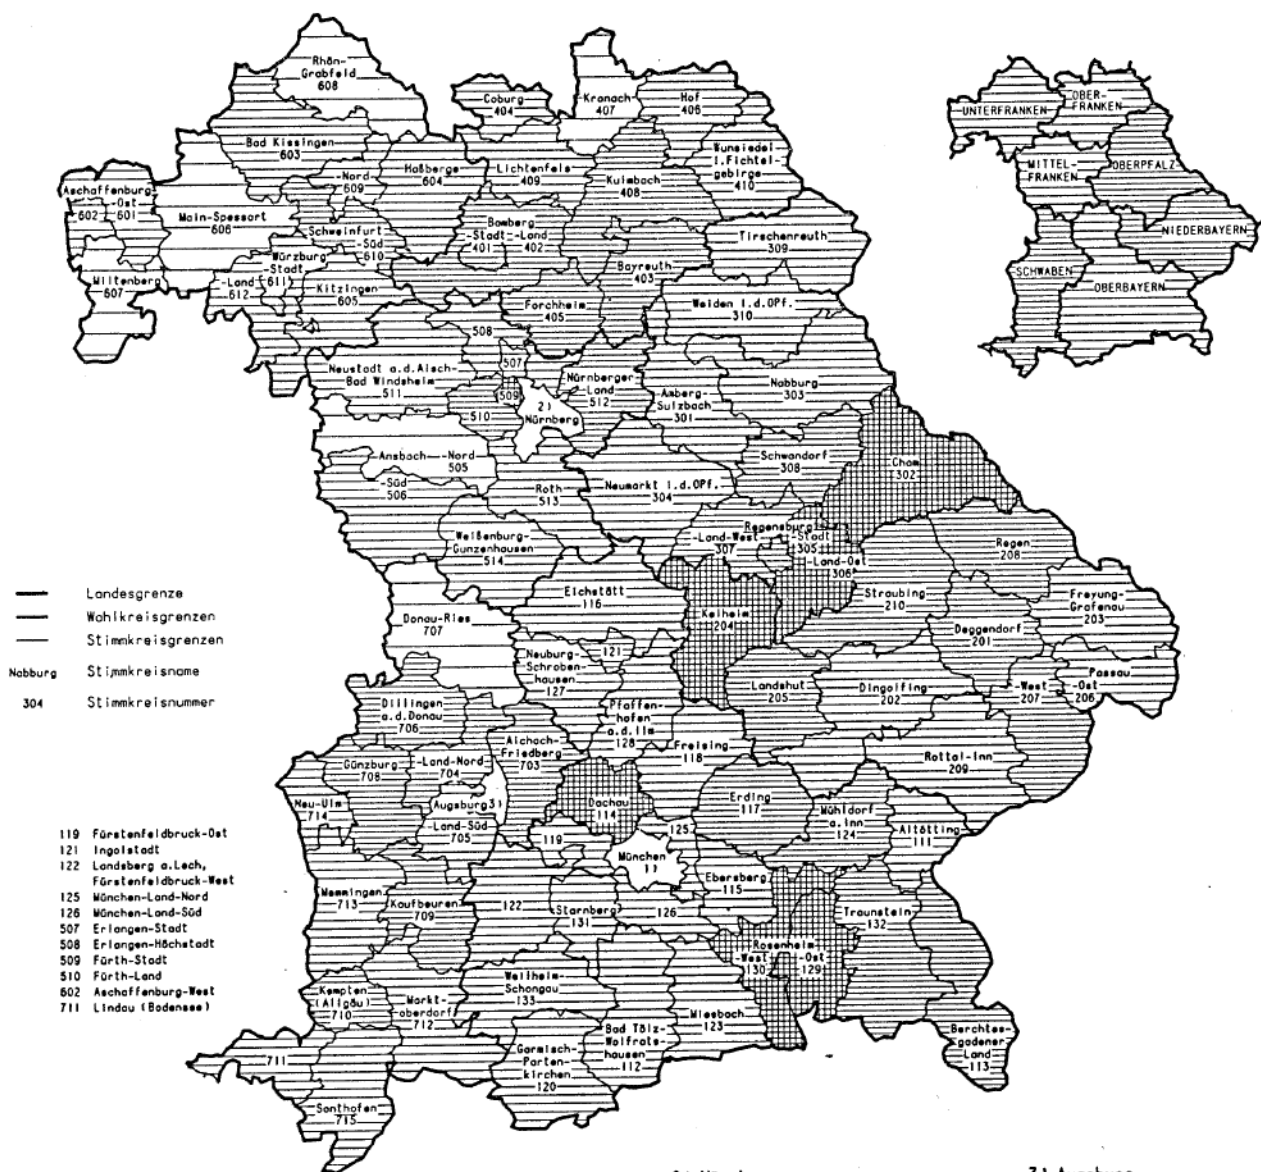 Rhön-
Grabfeld
608
Coburg
404
Kronach
407
Hof
406
Bad Kissingen
603
-Nord
609
Haßberge
604
Lichtenfels
409
Kulmbach
408
Wunsiedel
i.Fichtel-
gebirge
410
Aschaffenburg
-Ost
602
601
Main-Spessart
606
Schweinfurt
-Süd
610
Bamberg
-Stadt
-Land
401
402
Tirschenreuth
309
Würzburg
-Stadt
611
-Land
612
Miltenberg
607
Kitzingen
605
Bayreuth
403
Forchheim
405
Weiden i.d.OPf.
310
508
507
Neustadt a.d.Aisch-
Bad Windsheim
511
509
510
2)
Nürnberg
Nürnberger-
Land
512
Amberg-
Sulzbach
301
Nabburg
303
Ansbach
-Nord
505
-Süd
506
Roth
513
Neumarkt i.d.OPf.
304
Schwandorf
308
Cham
302
Weißenburg-
Gunzenhausen
514
Regensburg
-Land-West
307
-Stadt
305
-Land-Ost
306
Regen
208
Straubing
210
Eichstätt
116
Kelheim
204
Freyung-
Grafenau
203
Deggendorf
201
Donau-Ries
707
Neuburg-
Schroben-
hausen
127
121
Pfaffen-
hofen
a.d.Ilm
128
Landshut
205
Dingolfing
202
-West
207
Passau
-Ost
206
Dillingen
a.d.Donau
706
Aichach-
Friedberg
703
Freising
118
Rottal-Inn
209
Günzburg
708
-Land-Nord
704
Augsburg3)
-Land-Süd
705
Neu-Ulm
714
Dachau
114
Erding
117
Mühldorf
a.Inn
124
Altötting
111
119
125
München
Ebersberg
115
Memmingen
713
Kaufbeuren
709
122
Starnberg
131
126
Traunstein
132
Rosenheim
-West
130
-Ost
129
Weilheim-
Schongau
133
Kempten
(Allgäu)
710
Markt-
oberdorf
712
Miesbach
123
Bad Tölz-
Wolfrats-
hausen
112
Garmisch-
Parten-
kirchen
120
Berchtes-
gadener-
Land
113
711
Sonthofen
715
UNTERFRANKEN
OBER-
FRANKEN
MITTEL-
FRANKEN
OBERPFALZ
NIEDERBAYERN
SCHWABEN
OBERBAYERN
Landesgrenze
Wahlkreisgrenzen
Stimmkreisgrenzen
Nabburg Stimmkreisname
304 Stimmkreisnummer
119 Fürstenfeldbruck-Ost
121 Ingolstadt
122 Landsberg a.Lech,
Fürstenfeldbruck-West
125 München-Land-Nord
126 München-Land-Süd
507 Erlangen-Stadt
508 Erlangen-Höchstadt
509 Fürth-Stadt
510 Fürth-Land
602 Aschaffenburg-West
711 Lindau (Bodensee)